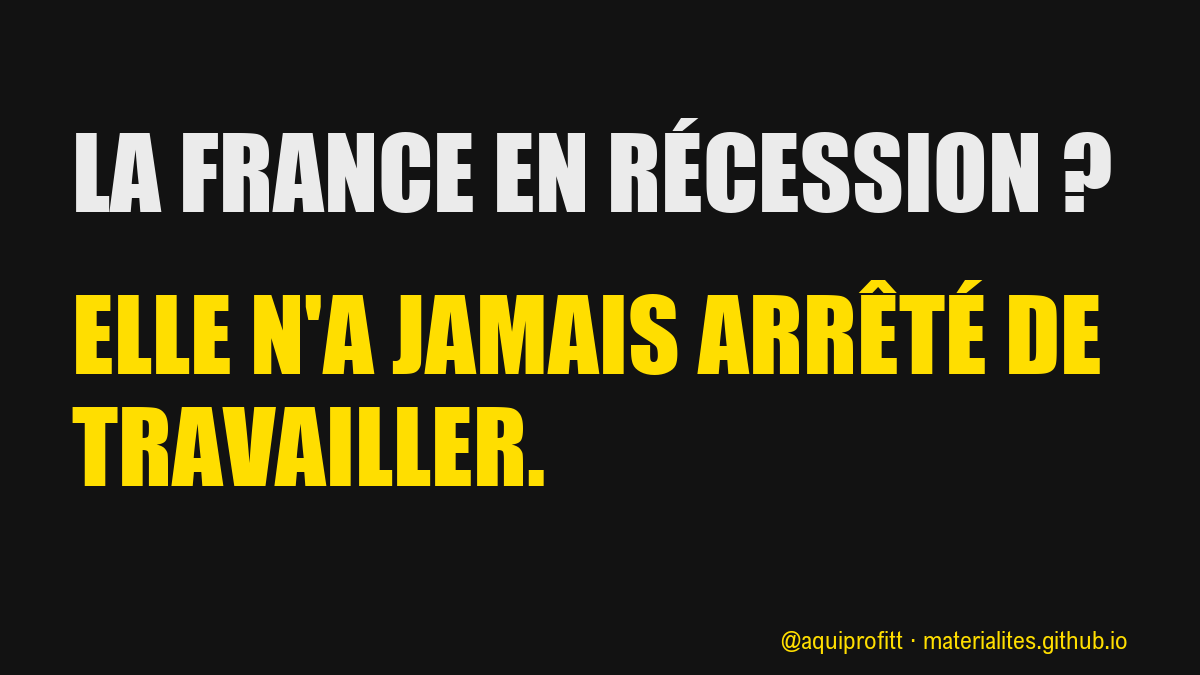 LA FRANCE EN RÉCESSION ?
ELLE N'A JAMAIS ARRÊTÉ DE
TRAVAILLER.
@aquiprofitt · materialites.github.io